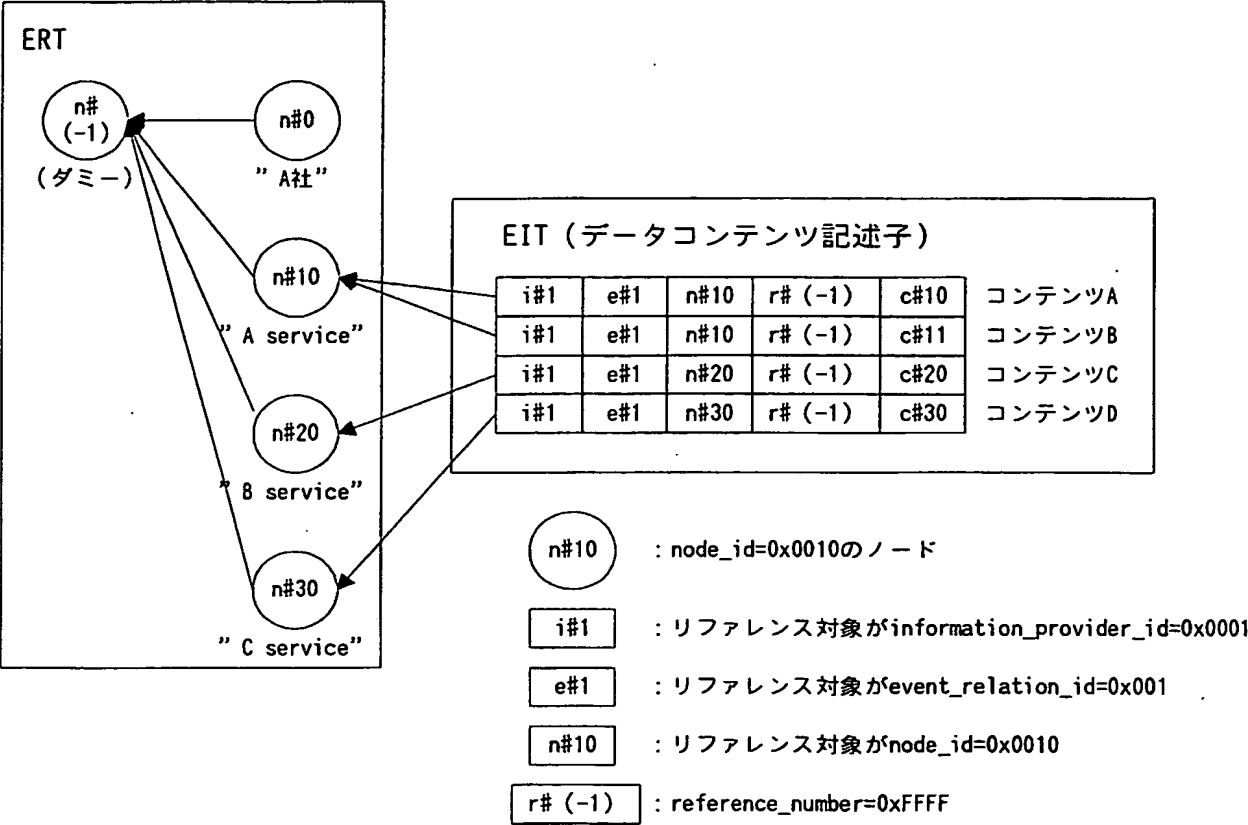 ERT
n#
(-1)
(ダミー)
n#0
”A社”
n#10
”A service”
n#20
”B service”
n#30
”C service”
EIT (データコンテンツ記述子)
i#1 e#1 n#10 r# (-1) c#10 コンテンツA
i#1 e#1 n#10 r# (-1) c#11 コンテンツB
i#1 e#1 n#20 r# (-1) c#20 コンテンツC
i#1 e#1 n#30 r# (-1) c#30 コンテンツD
n#10 :node_id=0x0010のノード
i#1 :リファレンス対象がinformation_provider_id=0x0001
e#1 :リファレンス対象がevent_relation_id=0x001
n#10 :リファレンス対象がnode_id=0x0010
r# (-1) :reference_number=0xFFFF